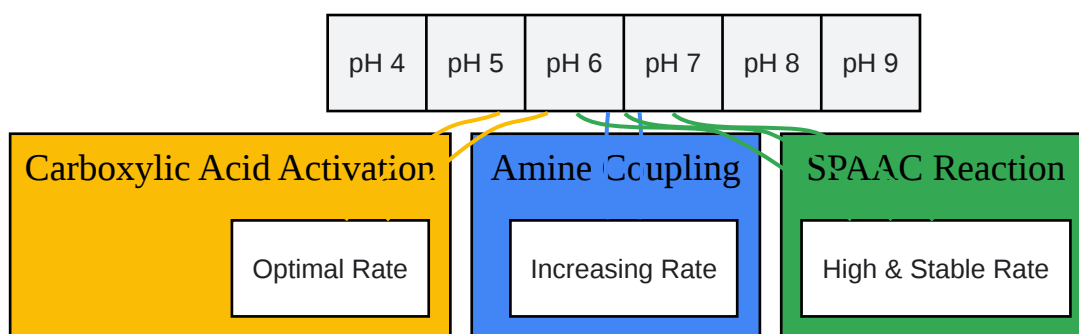 pH 4 pH 5 pH 6 pH 7 pH 8 pH 9
Carboxylic Acid Activation Amine Coupling SPAAC Reaction
Optimal Rate Increasing Rate High & Stable Rate